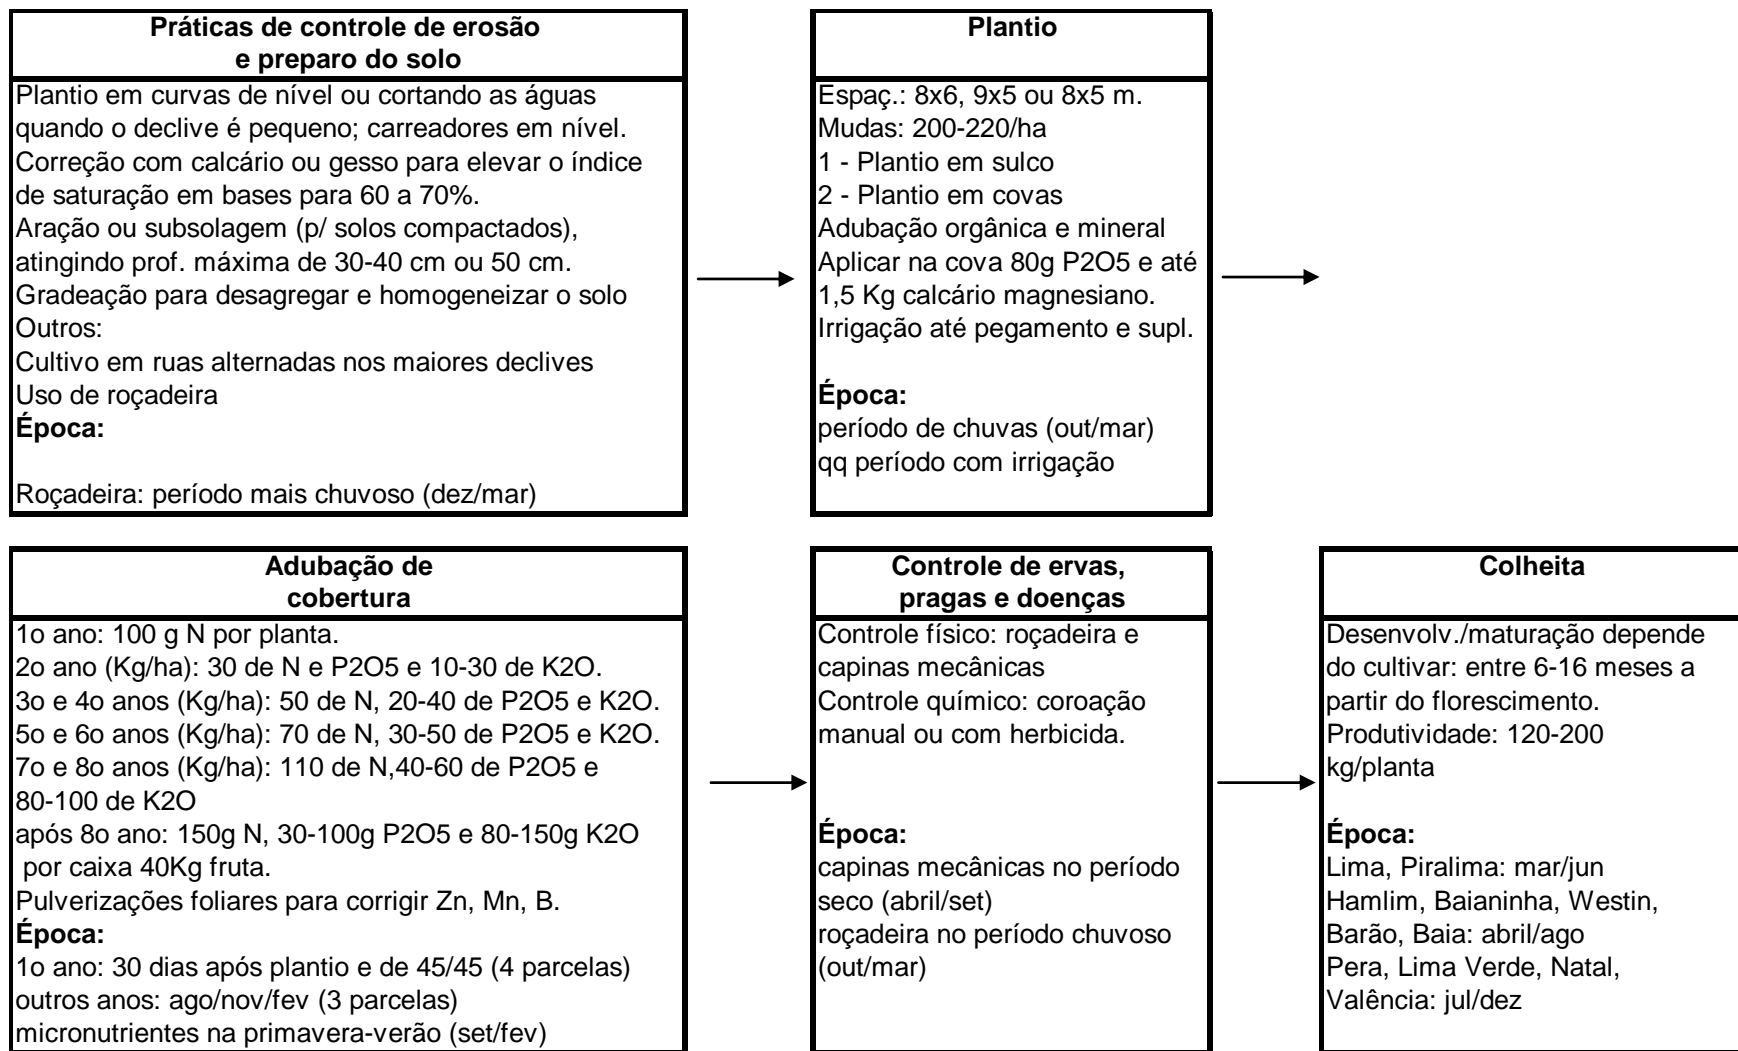 Práticas de controle de erosão
e preparo do solo
Plantio em curvas de nível ou cortando as águas
quando o declive é pequeno; carreadores em nível.
Correção com calcário ou gesso para elevar o índice
de saturação em bases para 60 a 70%.
Aração ou subsolagem (p/ solos compactados),
atingindo prof. máxima de 30-40 cm ou 50 cm.
Gradeação para desagregar e homogeneizar o solo
Outros:
Cultivo em ruas alternadas nos maiores declives
Uso de roçadeira
Época:
Roçadeira: período mais chuvoso (dez/mar)
Plantio
Espaç.: 8x6, 9x5 ou 8x5 m.
Mudas: 200-220/ha
1 - Plantio em sulco
2 - Plantio em covas
Adubação orgânica e mineral
Aplicar na cova 80g P2O5 e até
1,5 Kg calcário magnesiano.
Irrigação até pegamento e supl.
Época:
período de chuvas (out/mar)
qq período com irrigação
Adubação de
cobertura
1o ano: 100 g N por planta.
2o ano (Kg/ha): 30 de N e P2O5 e 10-30 de K2O.
3o e 4o anos (Kg/ha): 50 de N, 20-40 de P2O5 e K2O.
5o e 6o anos (Kg/ha): 70 de N, 30-50 de P2O5 e K2O.
7o e 8o anos (Kg/ha): 110 de N,40-60 de P2O5 e
80-100 de K2O
após 8o ano: 150g N, 30-100g P2O5 e 80-150g K2O
por caixa 40Kg fruta.
Pulverizações foliares para corrigir Zn, Mn, B.
Época:
1o ano: 30 dias após plantio e de 45/45 (4 parcelas)
outros anos: ago/nov/fev (3 parcelas)
micronutrientes na primavera-verão (set/fev)
Controle de ervas,
pragas e doenças
Controle físico: roçadeira e
capinas mecânicas
Controle químico: coroação
manual ou com herbicida.
Época:
capinas mecânicas no período
seco (abril/set)
roçadeira no período chuvoso
(out/mar)
Colheita
Desenvolv./maturação depende
do cultivar: entre 6-16 meses a
partir do florescimento.
Produtividade: 120-200
kg/planta
Época:
Lima, Piralima: mar/jun
Hamlim, Baianinha, Westin,
Barão, Baia: abril/ago
Pera, Lima Verde, Natal,
Valência: jul/dez